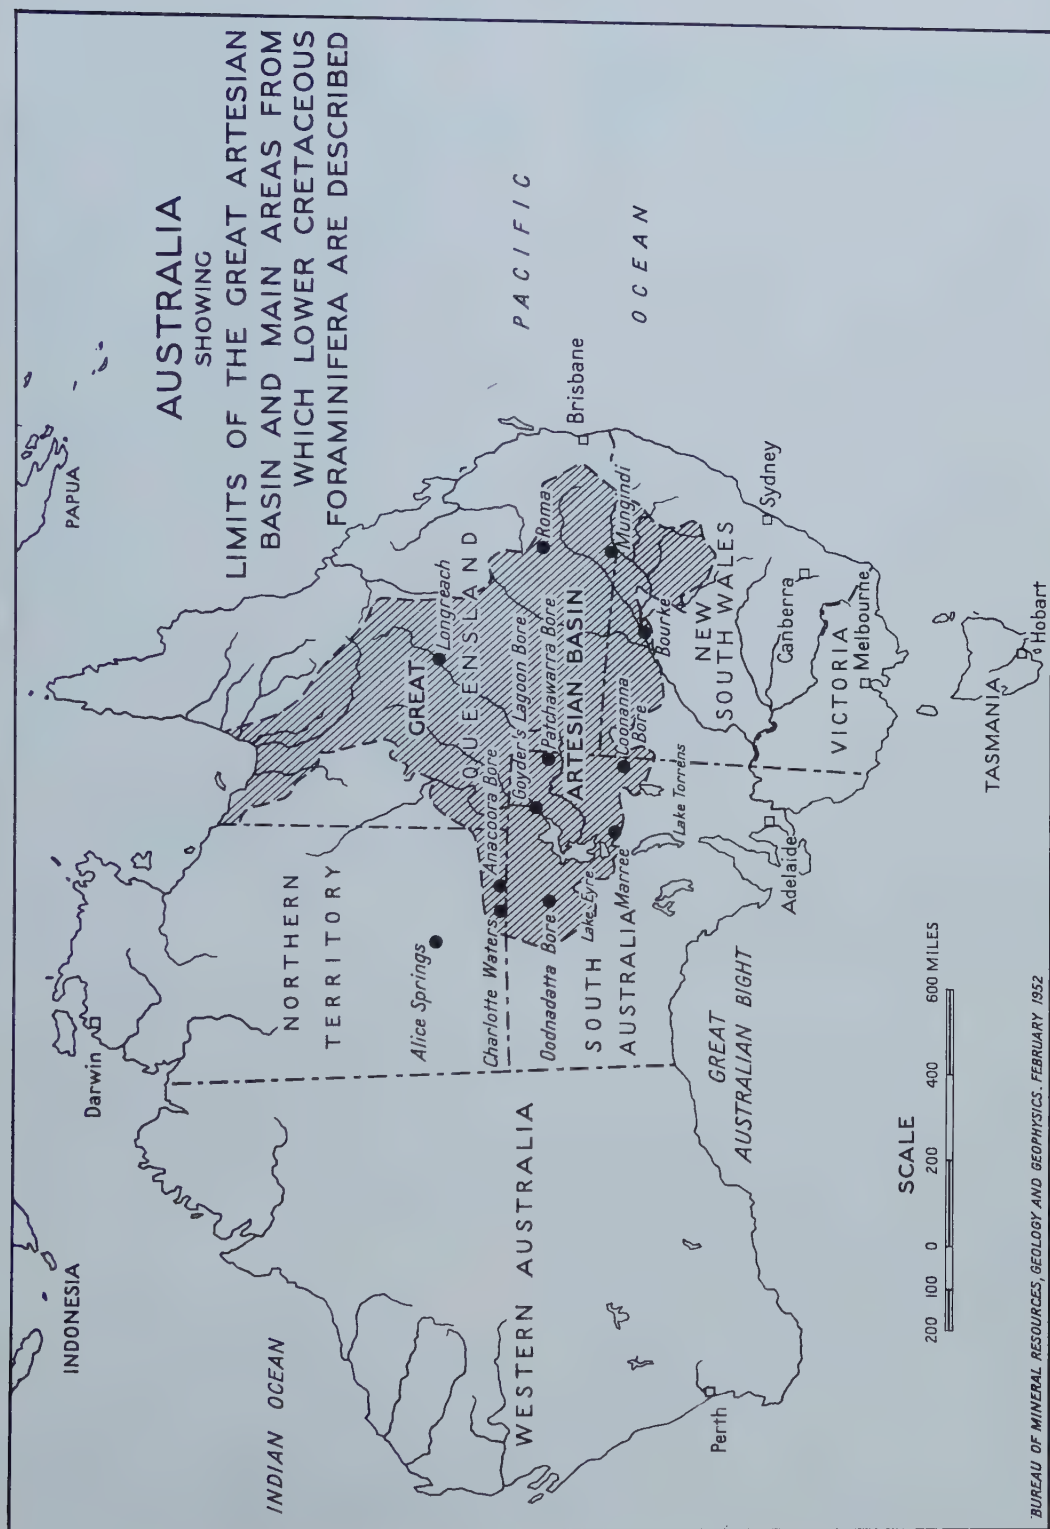 AUSTRALIA
SHOWING
LIMITS OF THE GREAT ARTESIAN
BASIN AND MAIN AREAS FROM
WHICH LOWER CRETACEOUS
FORAMINIFERA ARE DESCRIBED
INDONESIA
PAPUA
INDIAN OCEAN
PACIFIC
OCEAN
Darwin
NORTHERN
TERRITORY
Alice Springs
Charlotte Waters
Anacoora Bore
Oodnadatta Bore
Goyder's Lagoon Bore
Patchawarra Bore
GREAT
ARTESIAN BASIN
Longreach
QUEENSLAND
Roma
Brisbane
Mungindi
Bourke
Coonanna
Bore
Lake Eyre
Marree
Lake Torrens
SOUTH
AUSTRALIA
WESTERN AUSTRALIA
Perth
GREAT
AUSTRALIAN BIGHT
Adelaide
NEW
SOUTH WALES
Sydney
Canberra
VICTORIA
Melbourne
TASMANIA
Hobart
SCALE
200 100 0 200 400 600 MILES
BUREAU OF MINERAL RESOURCES, GEOLOGY AND GEOPHYSICS. FEBRUARY 1952